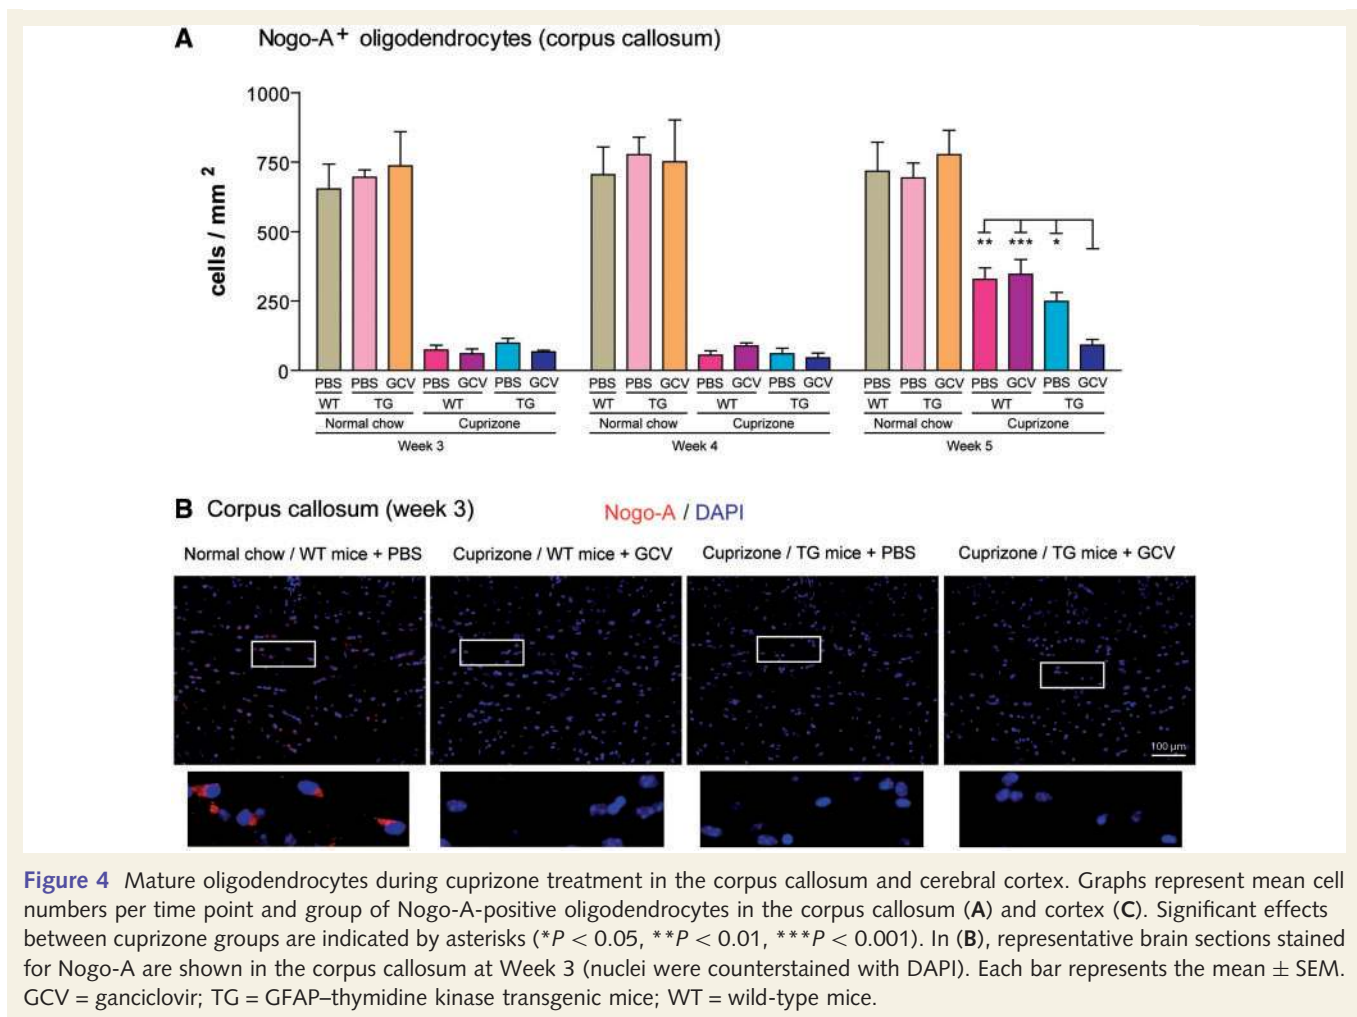 A Nogo-A+ oligodendrocytes (corpus callosum)
cells / mm 2
1000
750
500
250
0
** *** *
PBS PBS GCV PBS GCV PBS GCV PBS PBS GCV PBS GCV PBS GCV PBS PBS GCV PBS GCV PBS GCV
WT TG WT TG WT TG WT TG WT TG WT TG
Normal chow Cuprizone Normal chow Cuprizone Normal chow Cuprizone
Week 3 Week 4 Week 5
B Corpus callosum (week 3) Nogo-A / DAPI
Normal chow / WT mice + PBS Cuprizone / WT mice + GCV Cuprizone / TG mice + PBS Cuprizone / TG mice + GCV
100 µm
Figure 4 Mature oligodendrocytes during cuprizone treatment in the corpus callosum and cerebral cortex. Graphs represent mean cell
numbers per time point and group of Nogo-A-positive oligodendrocytes in the corpus callosum (A) and cortex (C). Significant effects
between cuprizone groups are indicated by asterisks (*P < 0.05, **P < 0.01, ***P < 0.001). In (B), representative brain sections stained
for Nogo-A are shown in the corpus callosum at Week 3 (nuclei were counterstained with DAPI). Each bar represents the mean ± SEM.
GCV = ganciclovir; TG = GFAP–thymidine kinase transgenic mice; WT = wild-type mice.